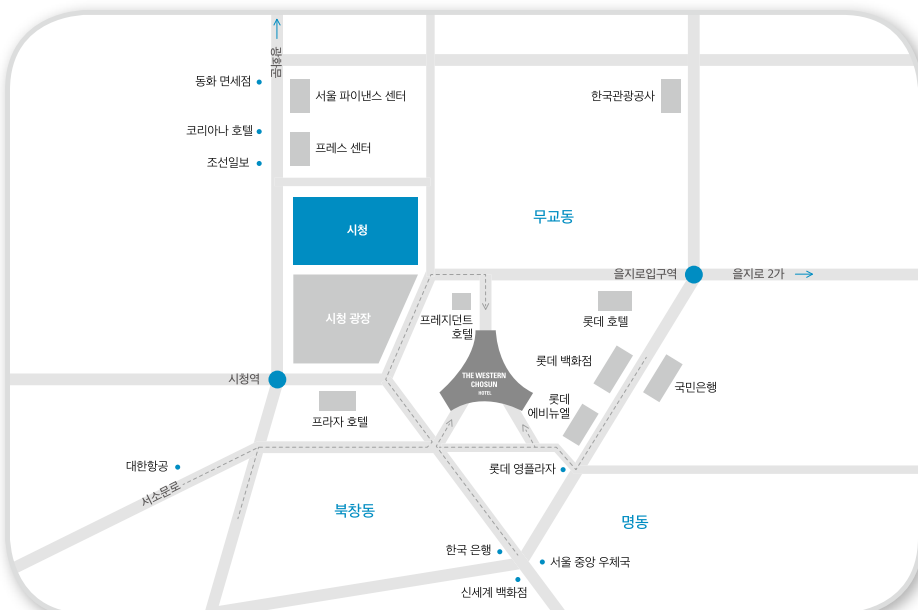 광화문
동화 면세점
서울 파이낸스 센터
한국관광공사
코리아나 호텔
프레스 센터
조선일보
무교동
시청
을지로입구역
을지로 2가
시청 광장
프레지던트
호텔
롯데 호텔
롯데 백화점
시청역
THE WESTERN
CHOSUN
HOTEL
국민은행
롯데
에비뉴엘
프라자 호텔
대한항공
롯데 영플라자
서소문로
북창동
명동
한국 은행
서울 중앙 우체국
신세계 백화점